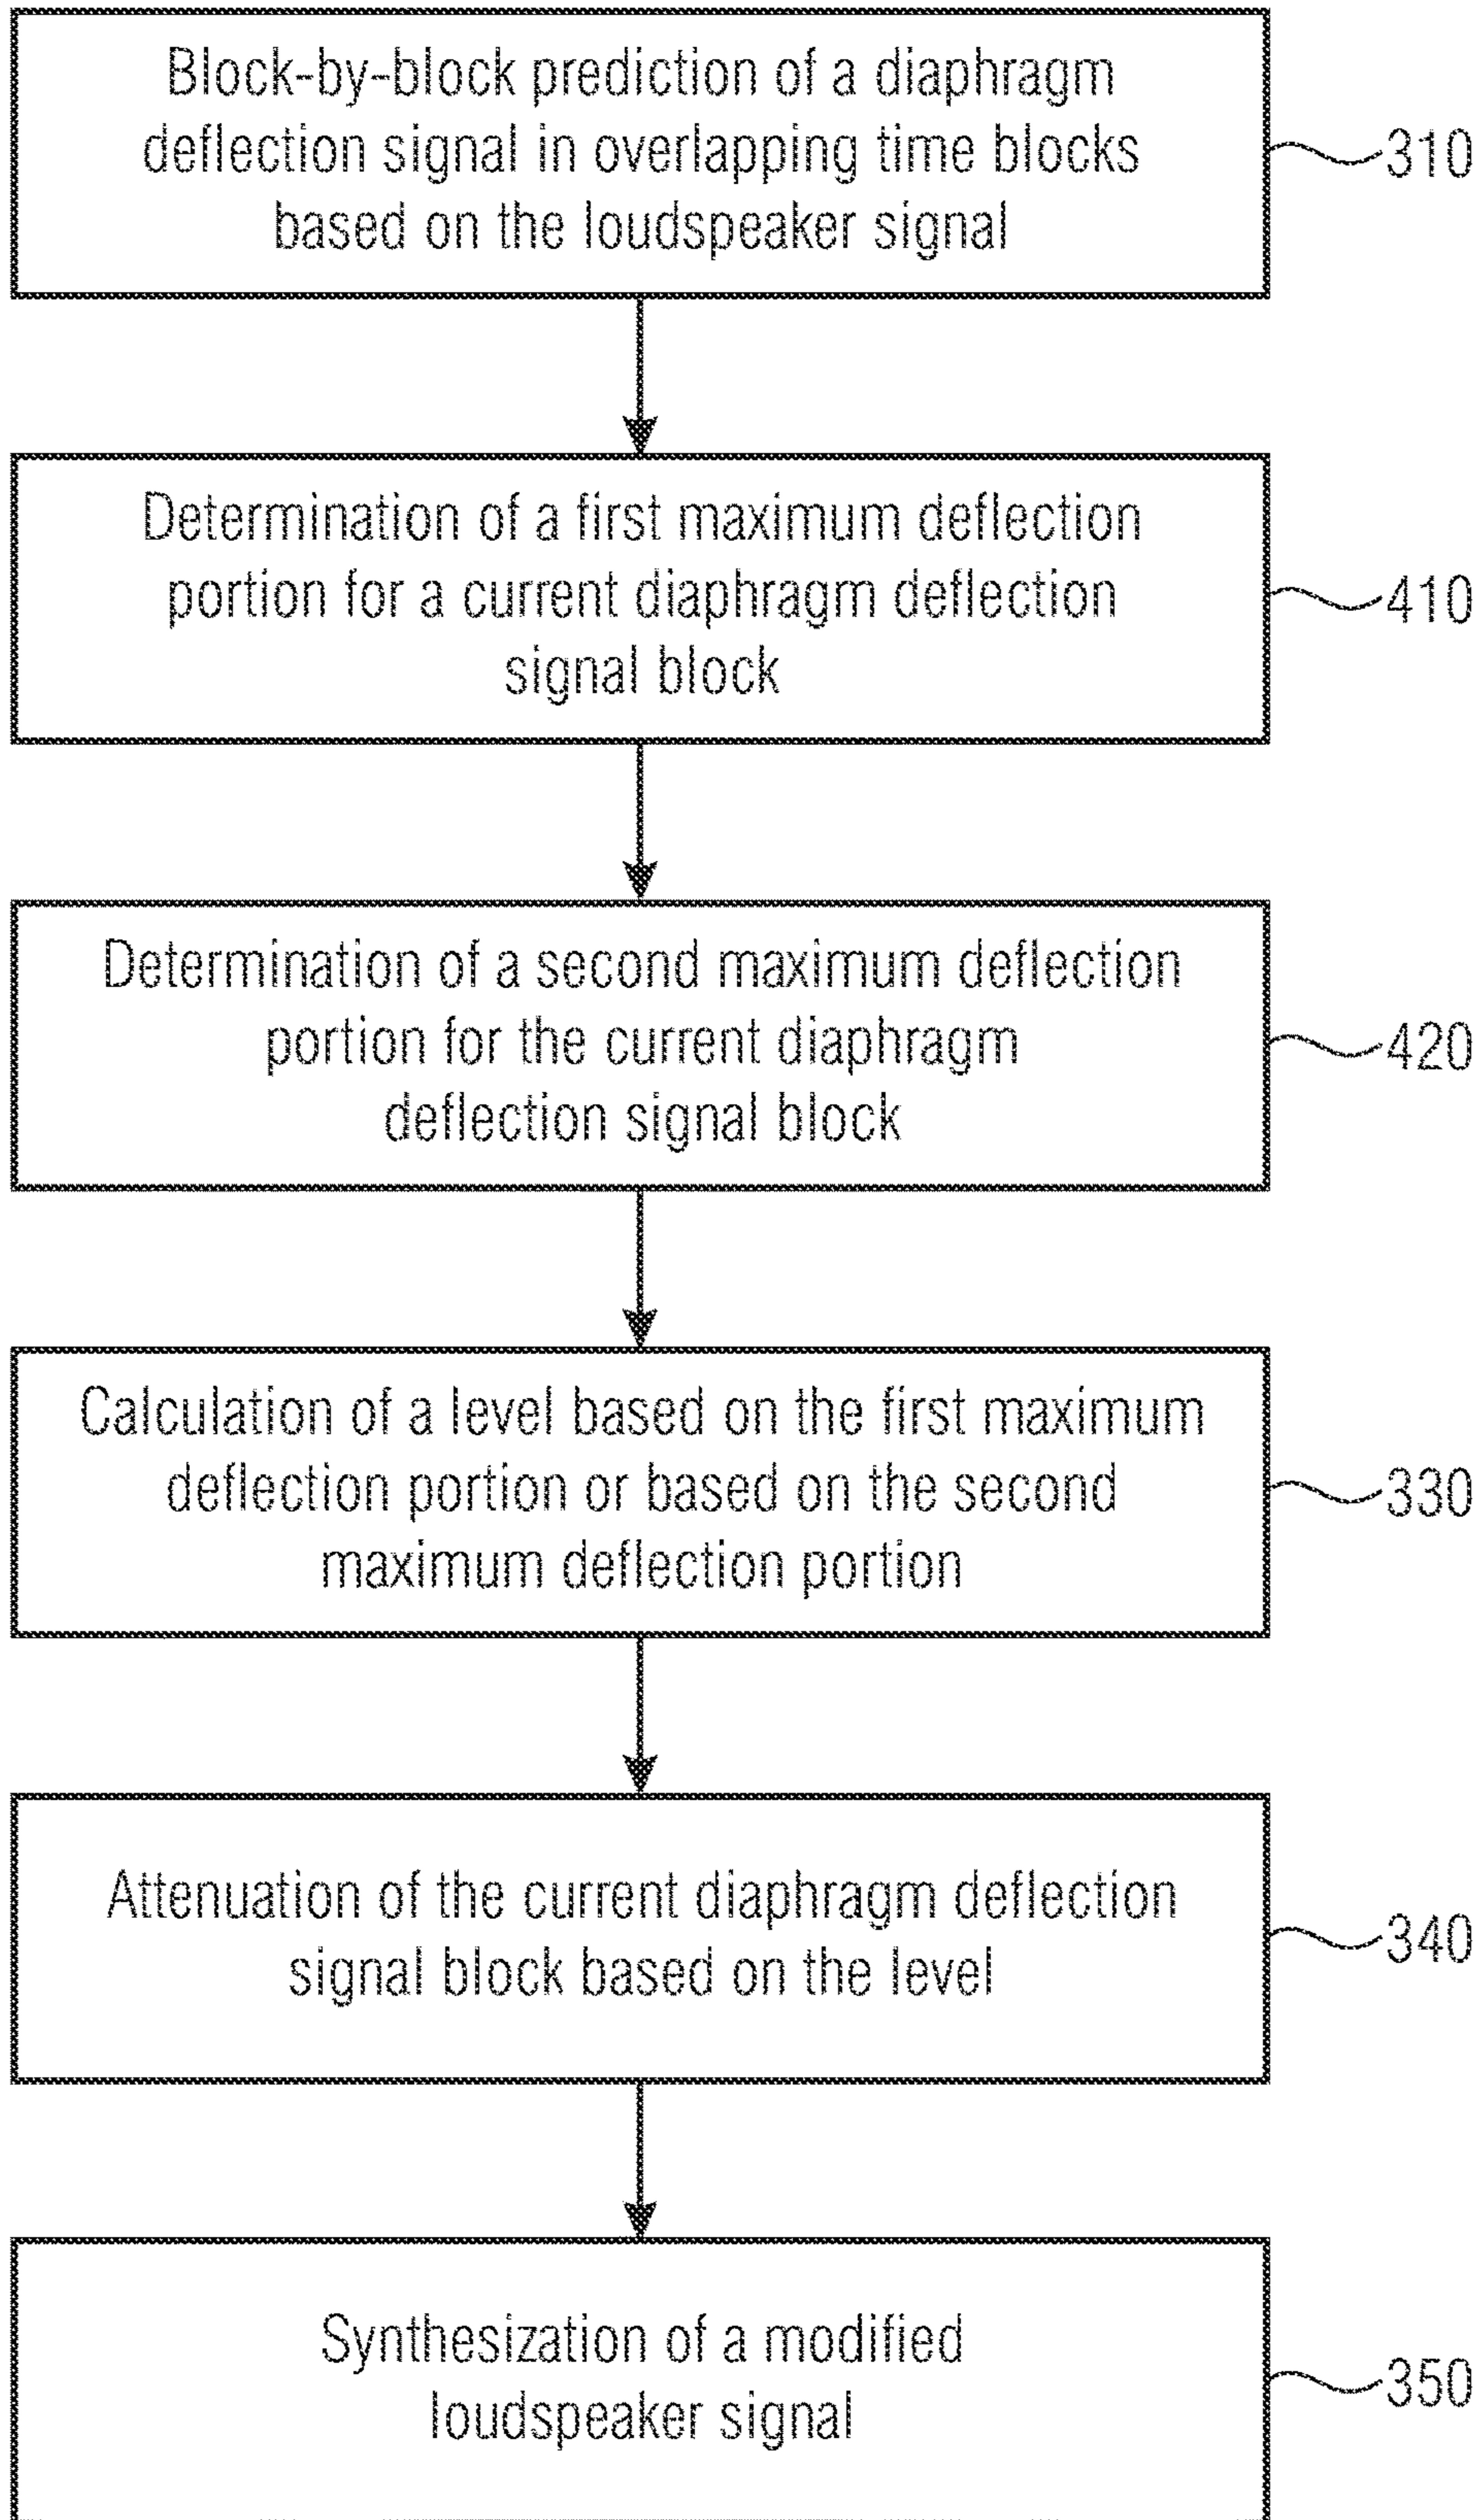 Block-by-block prediction of a diaphragm
deflection signal in overlapping time blocks
based on the loudspeaker signal
310
Determination of a first maximum deflection
portion for a current diaphragm deflection
signal block
410
Determination of a second maximum deflection
portion for the current diaphragm
deflection signal block
420
Calculation of a level based on the first maximum
deflection portion or based on the second
maximum deflection portion
330
Attenuation of the current diaphragm deflection
signal block based on the level
340
Synthesization of a modified
loudspeaker signal
350